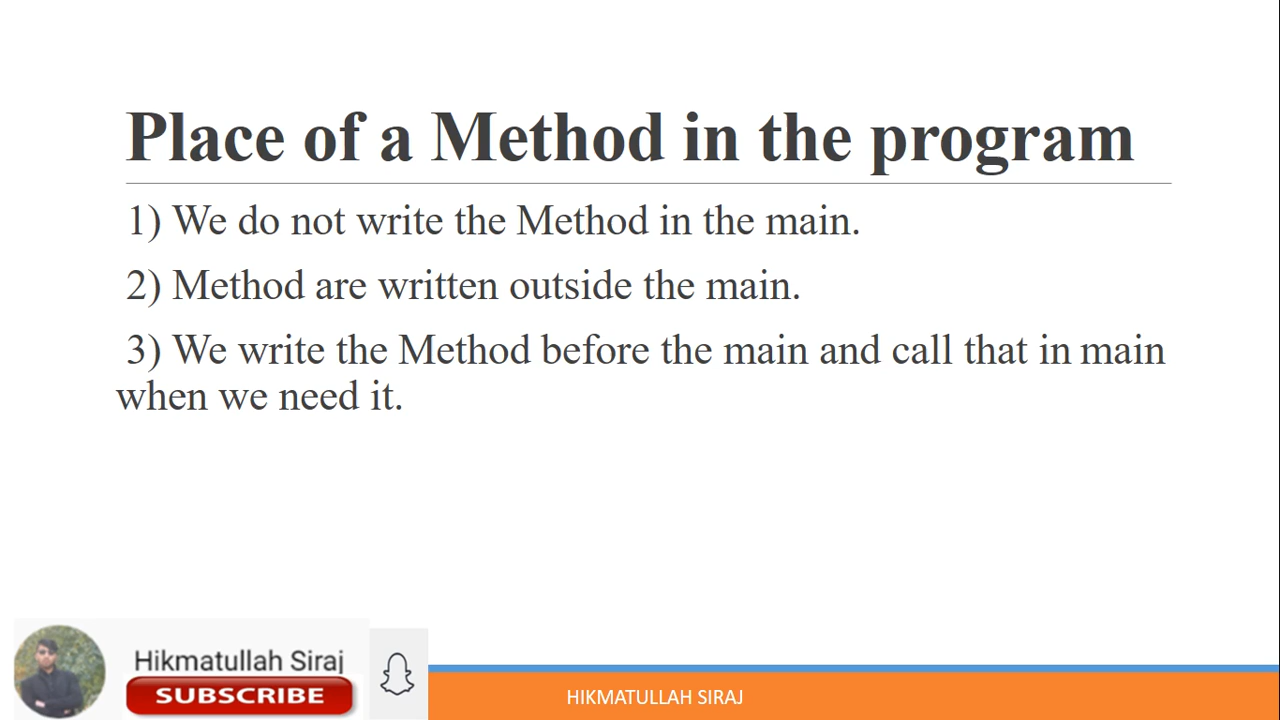 Place of a Method in the program
1) We do not write the Method in the main.
2) Method are written outside the main.
3) We write the Method before the main and call that in main
when we need it.
Hikmatullah Siraj
SUBSCRIBE
HIKMATULLAH SIRAJ